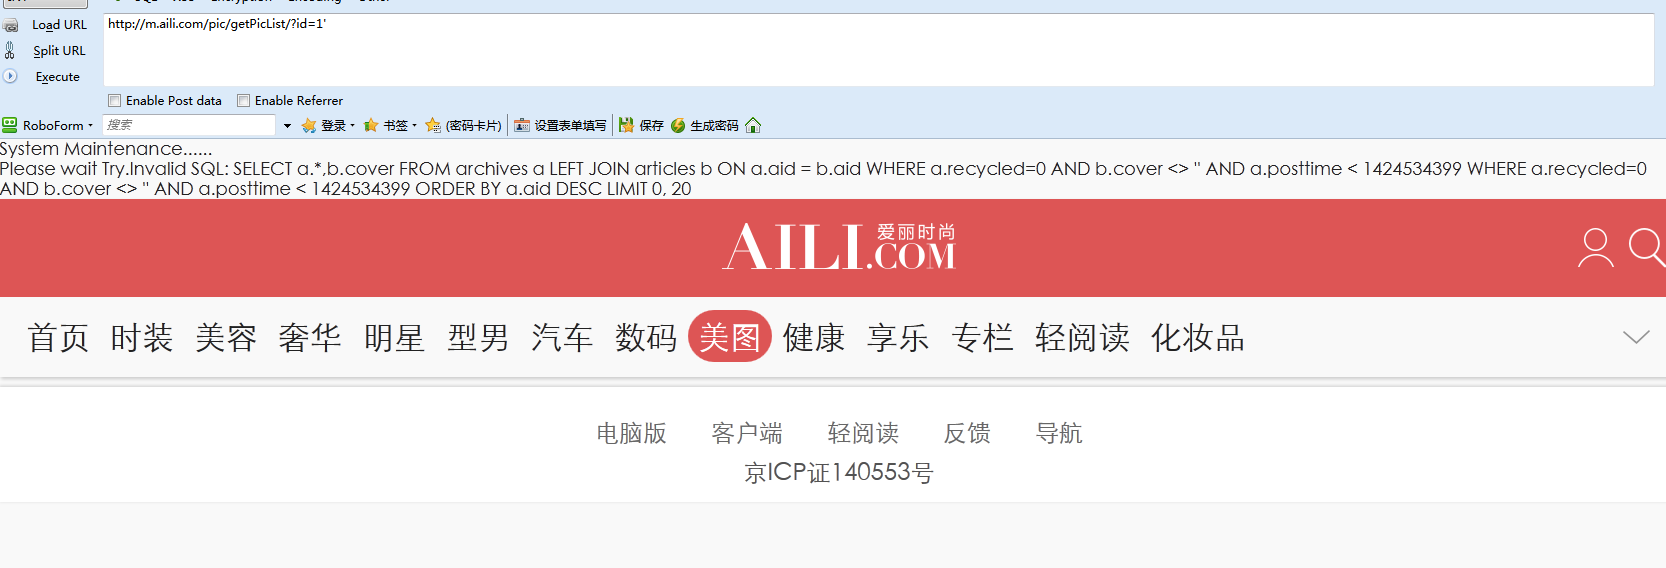 Load URL
http://m.aili.com/pic/getPicList/?id=1'
Split URL
Execute
Enable Post data Enable Referrer
RoboForm 搜索 登录 书签 (密码卡片) 设置表单填写 保存 生成密码
System Maintenance......
Please wait Try.Invalid SQL: SELECT a.*,b.cover FROM archives a LEFT JOIN articles b ON a.aid = b.aid WHERE a.recycled=0 AND b.cover <> '' AND a.posttime < 1424534399 WHERE a.recycled=0
AND b.cover <> '' AND a.posttime < 1424534399 ORDER BY a.aid DESC LIMIT 0, 20
AILI.COM 爱丽时尚
首页 时装 美容 奢华 明星 型男 汽车 数码 美图 健康 享乐 专栏 轻阅读 化妆品
电脑版 客户端 轻阅读 反馈 导航
京ICP证140553号